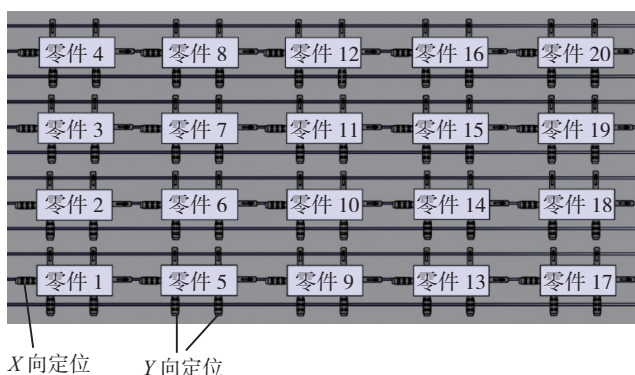 零件 4 零件 8 零件 12 零件 16 零件 20
零件 3 零件 7 零件 11 零件 15 零件 19
零件 2 零件 6 零件 10 零件 14 零件 18
零件 1 零件 5 零件 9 零件 13 零件 17
X 向定位 Y 向定位